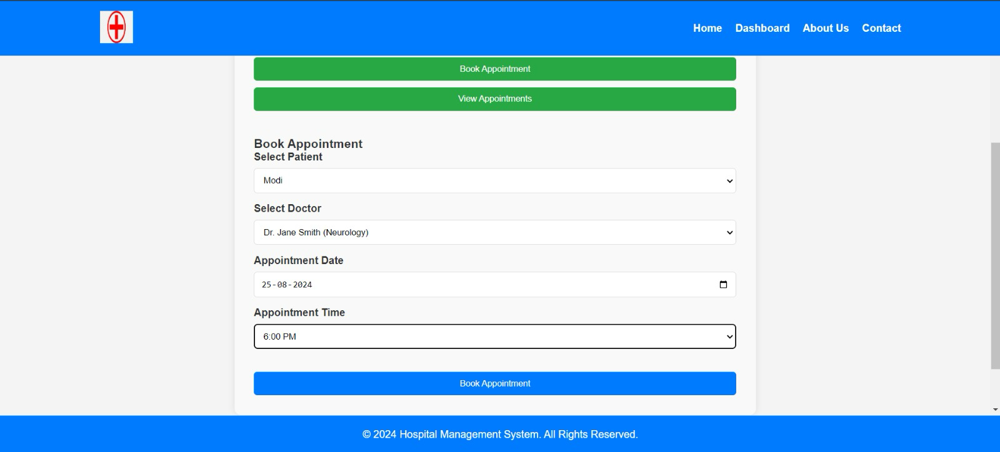 Home Dashboard About Us Contact
Book Appointment
View Appointments
Book Appointment
Select Patient
Modi
Select Doctor
Dr. Jane Smith (Neurology)
Appointment Date
25-08-2024
Appointment Time
6:00 PM
Book Appointment
© 2024 Hospital Management System. All Rights Reserved.